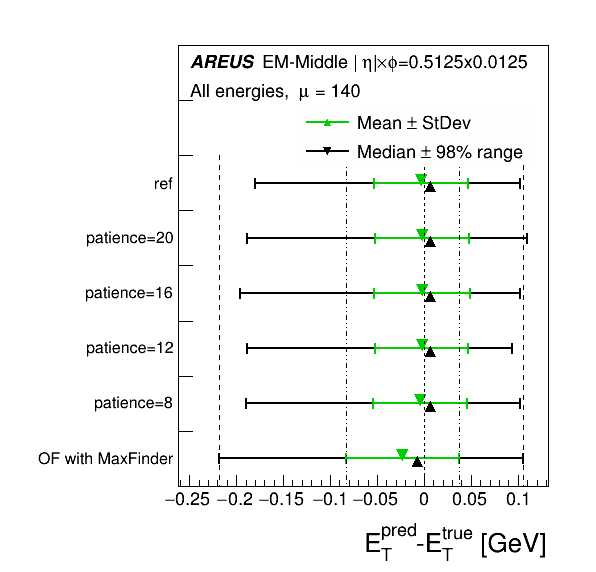 AREUS EM-Middle | η|×ϕ=0.5125x0.0125
All energies, μ = 140
Mean ± StDev
Median ± 98% range
ref
patience=20
patience=16
patience=12
patience=8
OF with MaxFinder
−0.25 −0.2 −0.15 −0.1 −0.05 0 0.05 0.1
E_T^pred-E_T^true [GeV]